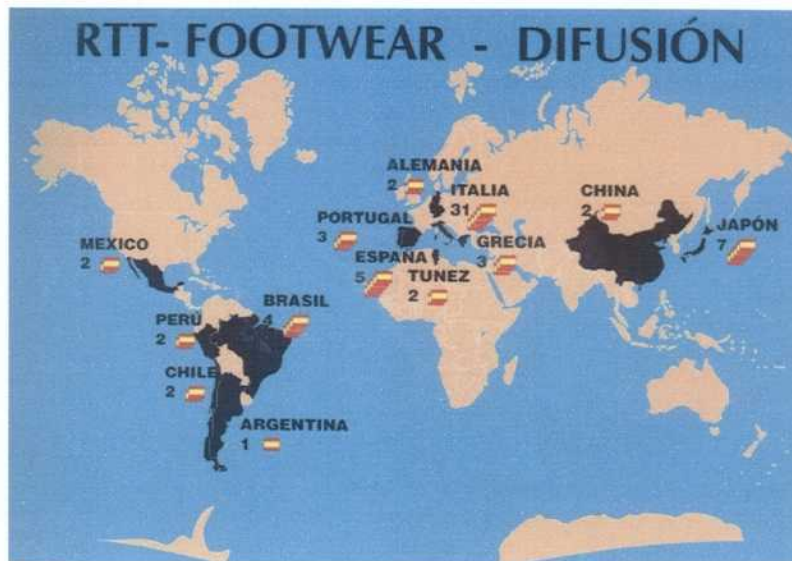 RTT- FOOTWEAR - DIFUSIÓN
ALEMANIA
2
ITALIA
31
CHINA
2
PORTUGAL
3
JAPÓN
7
MEXICO
2
GRECIA
3
ESPAÑA
5
TUNEZ
2
BRASIL
4
PERÚ
2
CHILE
2
ARGENTINA
1